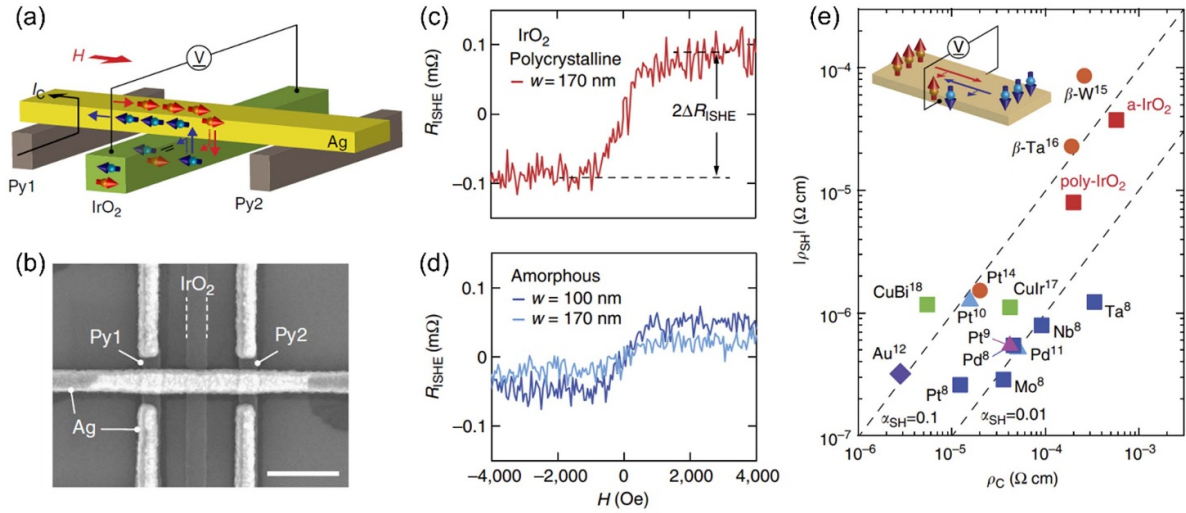 (a)
H
V
I_C
Ag
Py1
IrO₂
Py2
(b)
IrO₂
Py1
Py2
Ag
(c)
IrO₂
Polycrystalline
w = 170 nm
2ΔR_ISHE
R_ISHE (mΩ)
0.1
0
−0.1
(d)
Amorphous
w = 100 nm
w = 170 nm
R_ISHE (mΩ)
0.1
0
−0.1
−4,000 −2,000 0 2,000 4,000
H (Oe)
(e)
V
β-W¹⁵
a-IrO₂
β-Ta¹⁶
poly-IrO₂
Pt¹⁴
CuBi¹⁸
CuIr¹⁷
Pt¹⁰
Ta⁸
Pt⁹
Nb⁸
Au¹²
Pd⁸
Pd¹¹
Pt⁸
Mo⁸
α_SH=0.1
α_SH=0.01
|ρ_SH| (Ω cm)
10⁻⁴
10⁻⁵
10⁻⁶
10⁻⁷
10⁻⁶ 10⁻⁵ 10⁻⁴ 10⁻³
ρ_C (Ω cm)